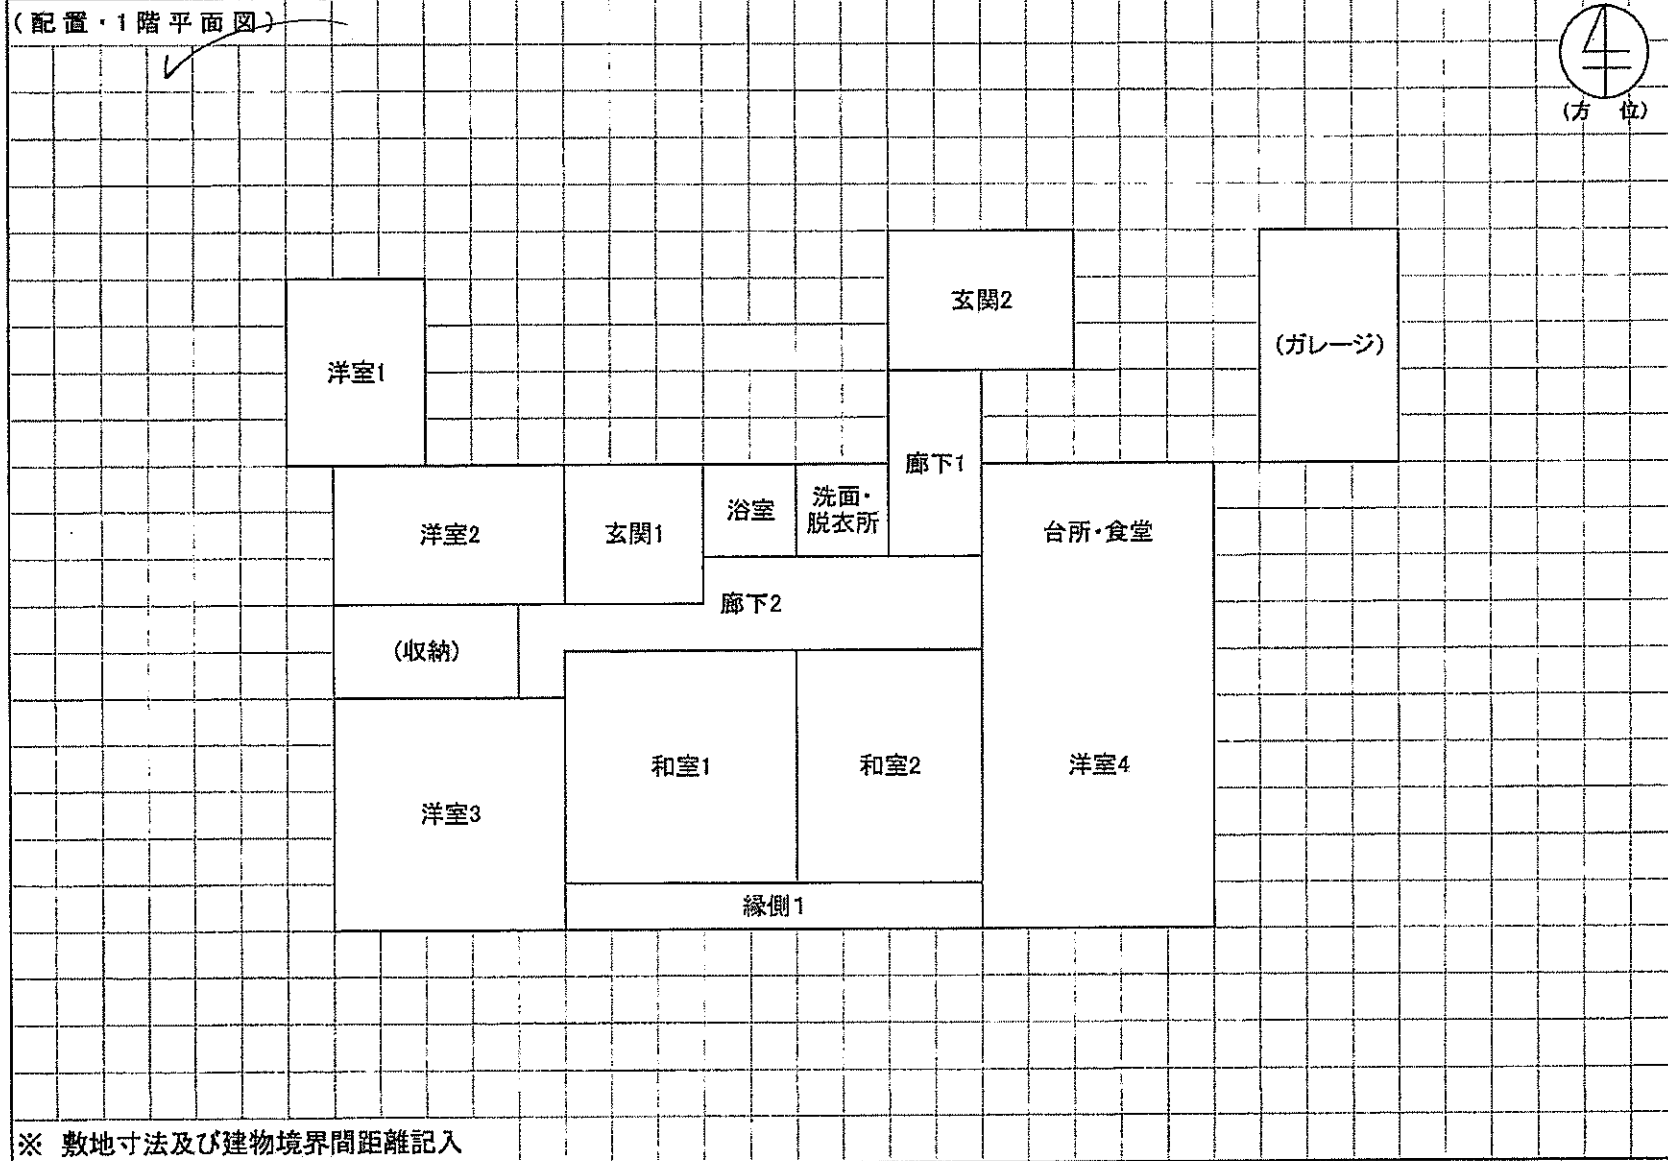 (配置・1階平面図)
(方 位)
玄関2
(ガレージ)
洋室1
廊下1
洋室2
玄関1
浴室
洗面・
脱衣所
台所・食堂
廊下2
(収納)
和室1
和室2
洋室4
洋室3
縁側1
※ 敷地寸法及び建物境界間距離記入